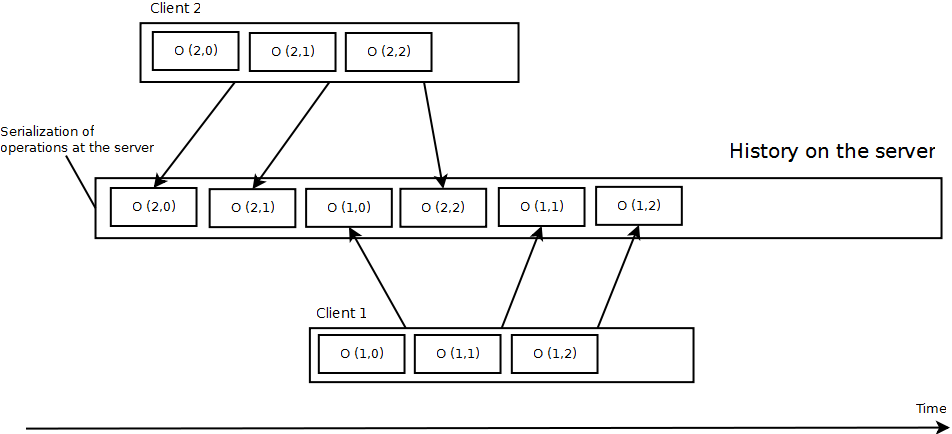 Client 2
O (2,0) O (2,1) O (2,2)
Serialization of
operations at the server
History on the server
O (2,0) O (2,1) O (1,0) O (2,2) O (1,1) O (1,2)
Client 1
O (1,0) O (1,1) O (1,2)
Time